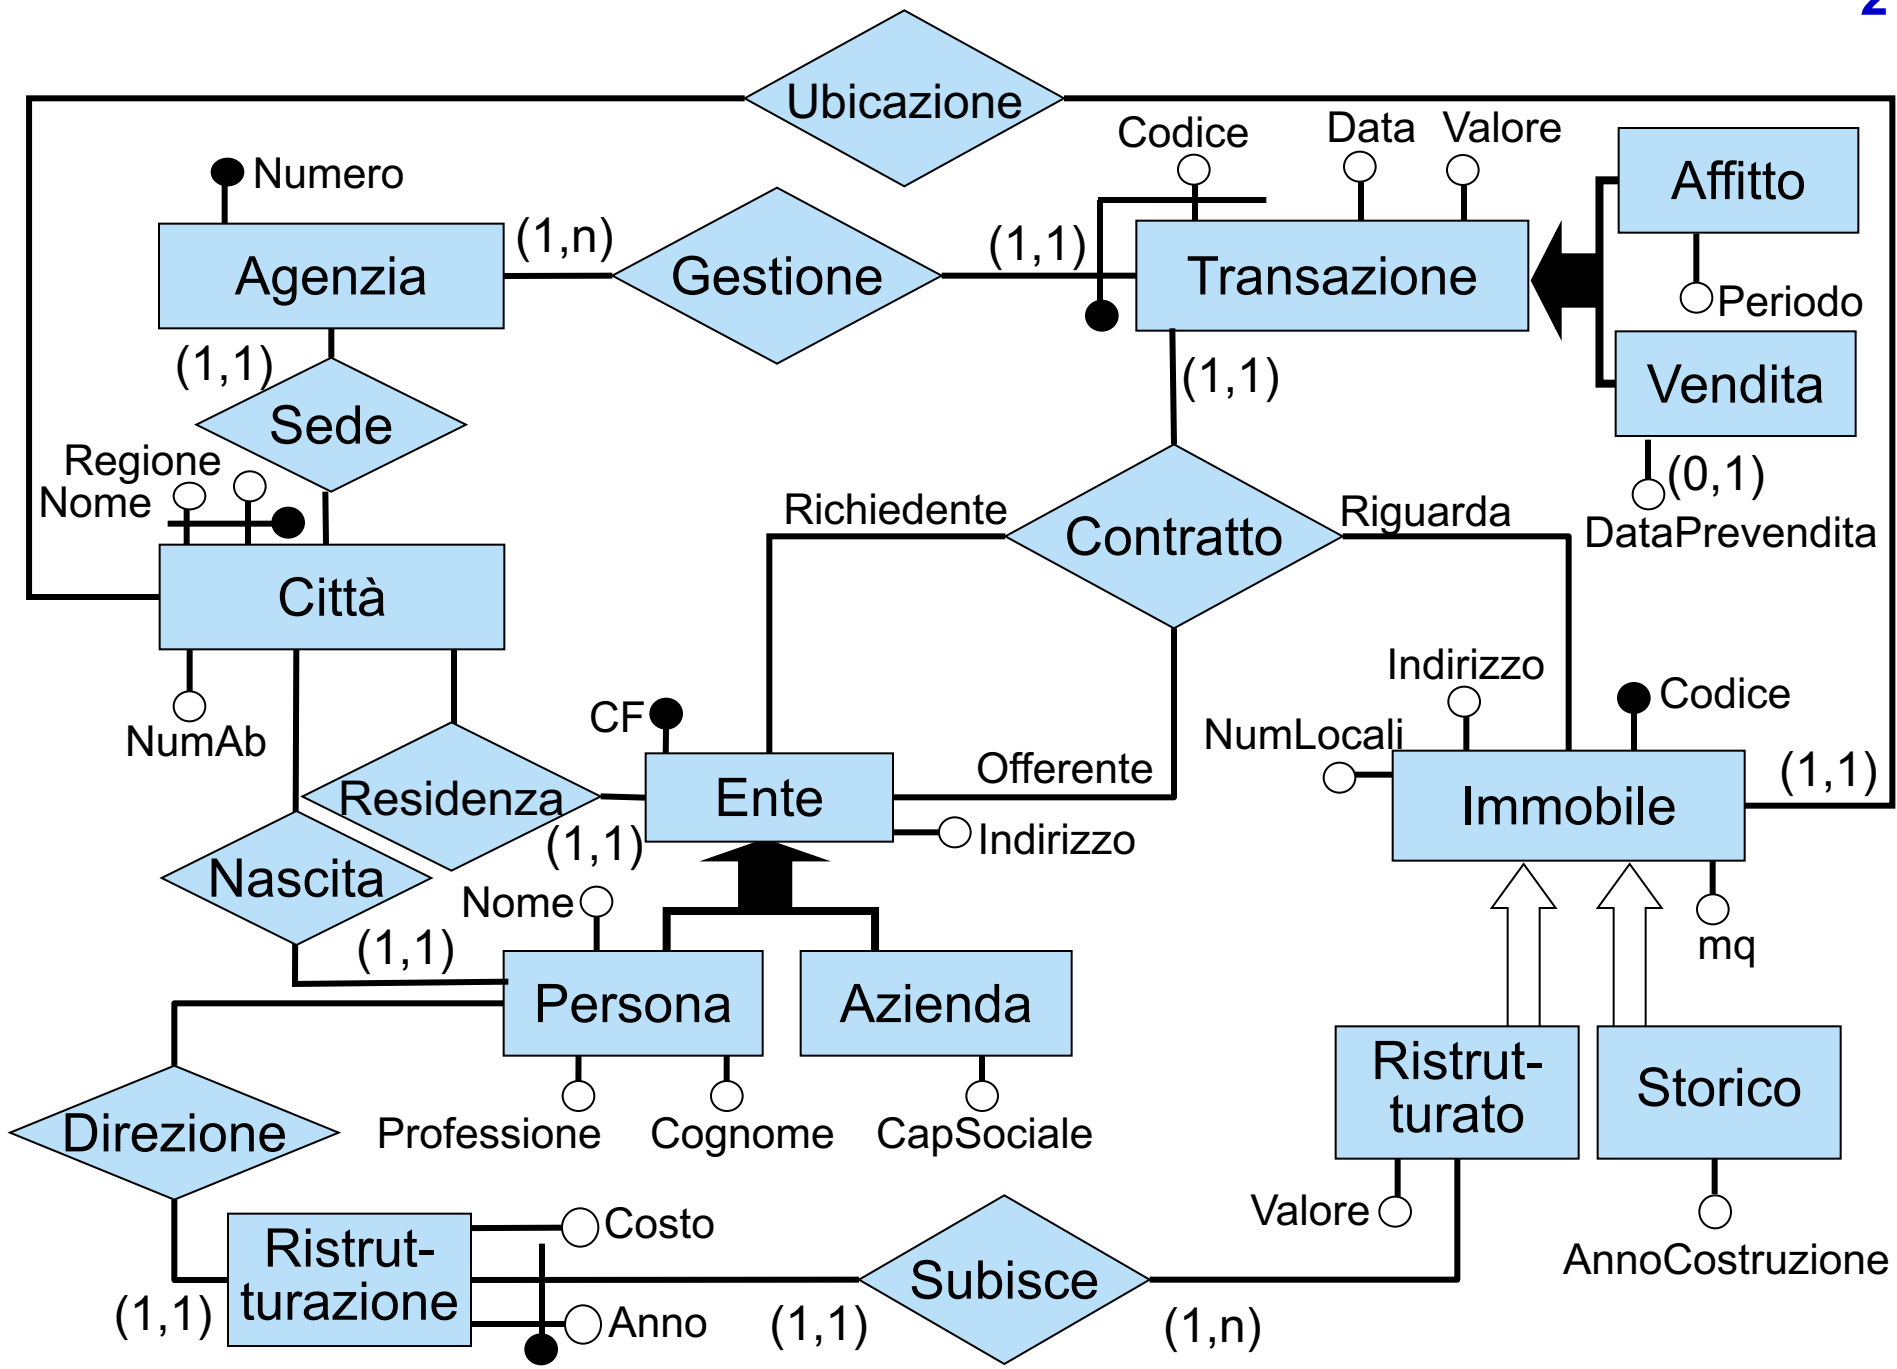 2
Ubicazione
Codice
Data
Valore
Affitto
Numero
Agenzia
(1,n)
Gestione
(1,1)
Transazione
Periodo
(1,1)
Sede
(1,1)
Vendita
Regione
Nome
Richiedente
Contratto
Riguarda
(0,1)
DataPrevendita
Città
NumAb
CF
Indirizzo
Codice
NumLocali
Residenza
(1,1)
Ente
Offerente
Indirizzo
Immobile
(1,1)
Nascita
(1,1)
Nome
mq
Persona
Azienda
Ristrut-
turato
Storico
Direzione
Professione
Cognome
CapSociale
Valore
AnnoCostruzione
Ristrut-
turazione
Costo
Anno
(1,1)
(1,1)
Subisce
(1,n)